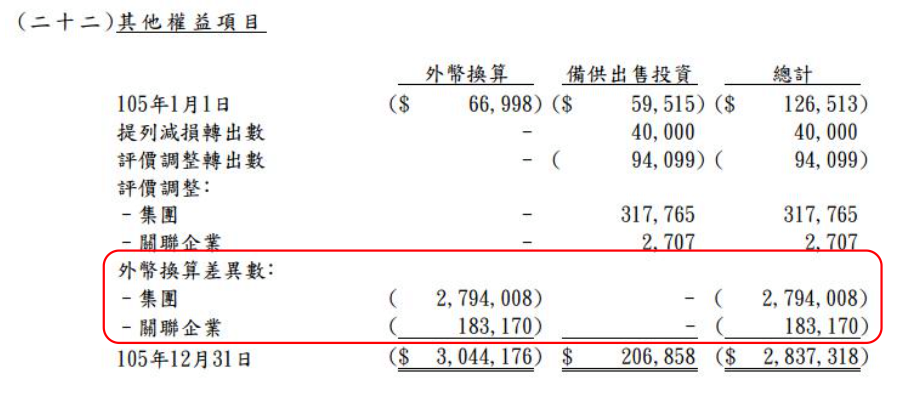 (二十二)其他權益項目
外幣換算 備供出售投資 總計
105年1月1日 ($ 66,998) ($ 59,515) ($ 126,513)
提列減損轉出數 - 40,000 40,000
評價調整轉出數 - ( 94,099) ( 94,099)
評價調整:
-集團 - 317,765 317,765
-關聯企業 - 2,707 2,707
外幣換算差異數:
-集團 ( 2,794,008) - ( 2,794,008)
-關聯企業 ( 183,170) - ( 183,170)
105年12月31日 ($ 3,044,176) $ 206,858 ($ 2,837,318)